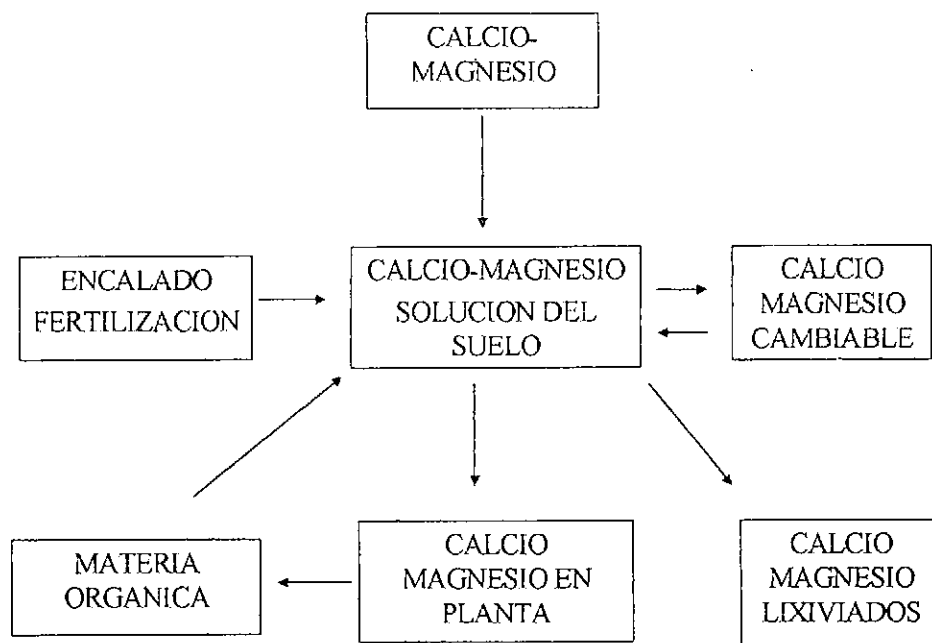 CALCIO-
MAGNESIO
ENCALADO
FERTILIZACION
CALCIO-MAGNESIO
SOLUCION DEL
SUELO
CALCIO
MAGNESIO
CAMBIABLE
MATERIA
ORGANICA
CALCIO
MAGNESIO EN
PLANTA
CALCIO
MAGNESIO
LIXIVIADOS